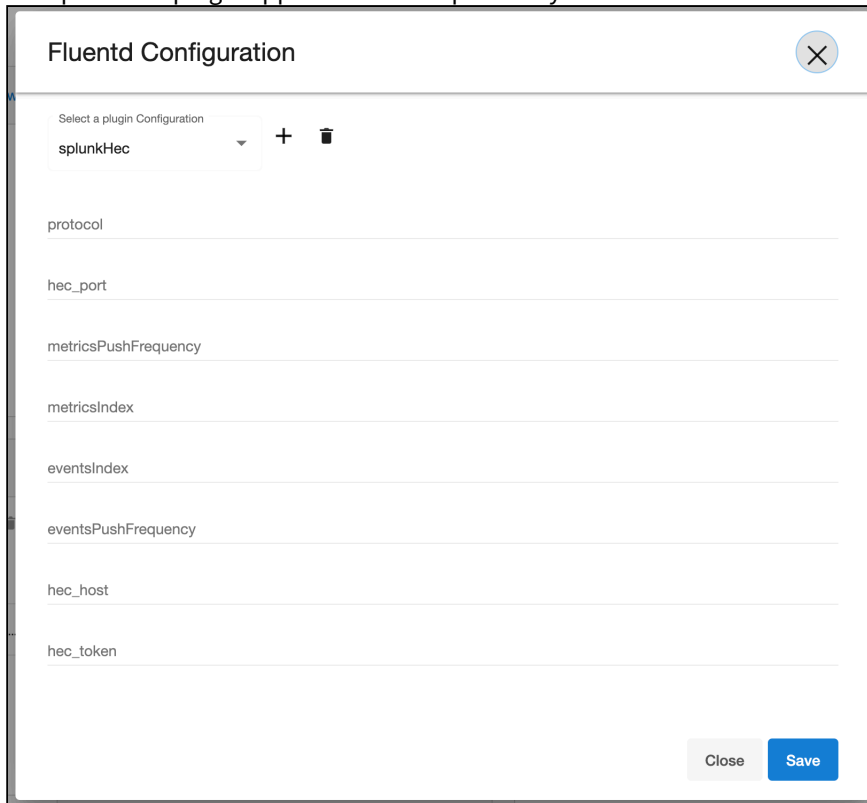 Fluentd Configuration
Select a plugin Configuration
splunkHec
protocol
hec_port
metricsPushFrequency
metricsIndex
eventsIndex
eventsPushFrequency
hec_host
hec_token
Close Save